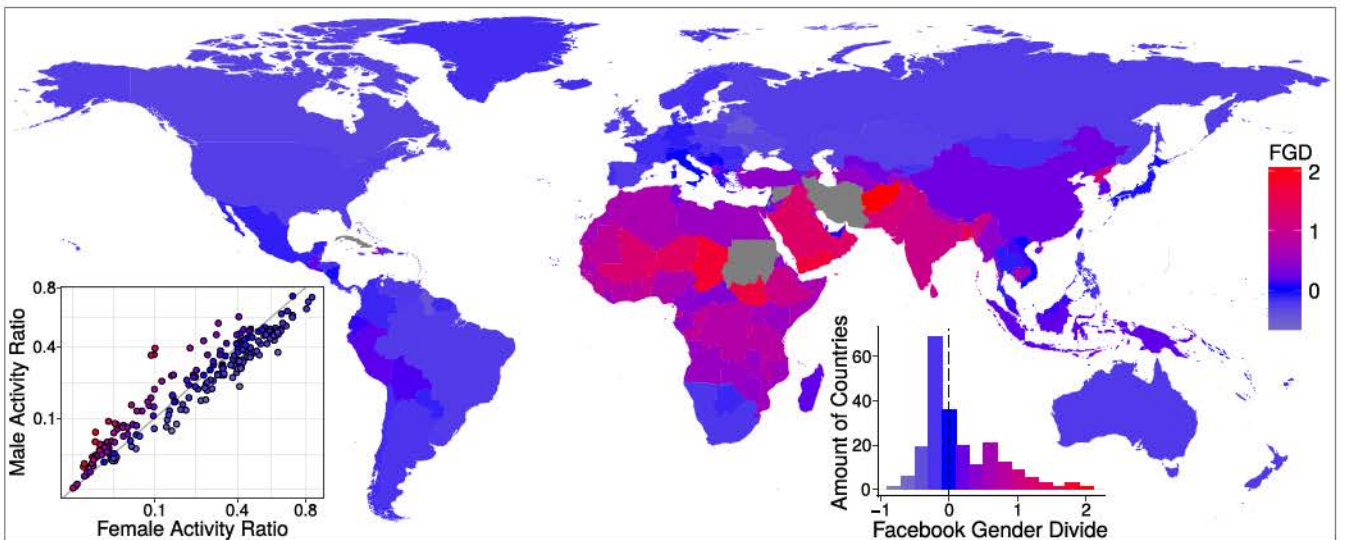 FGD
2
1
0
0.8
0.4
0.1
Male Activity Ratio
0.1 0.4 0.8
Female Activity Ratio
60
40
20
0
Amount of Countries
−1 0 1 2
Facebook Gender Divide